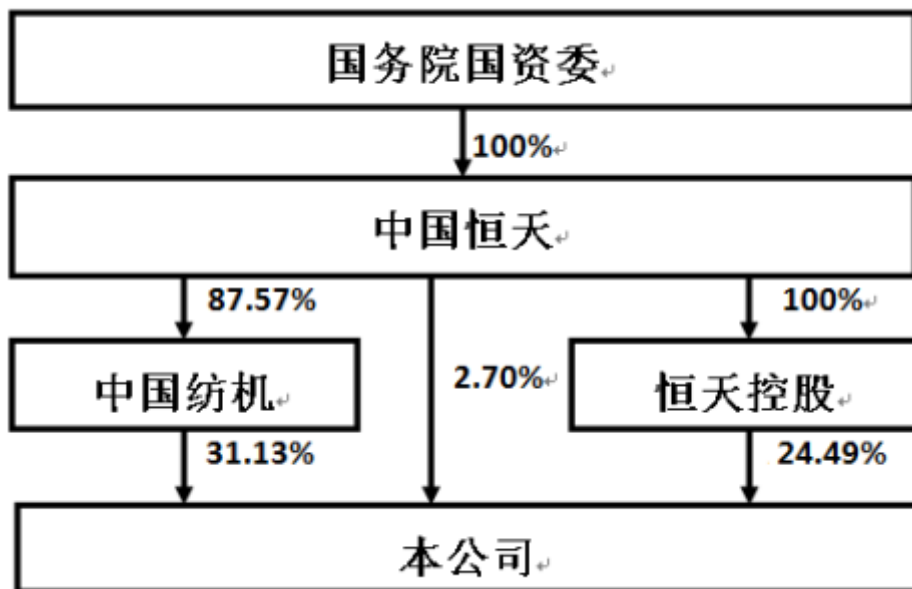 国务院国资委
100%
中国恒天
87.57%
100%
2.70%
中国纺机
恒天控股
31.13%
24.49%
本公司